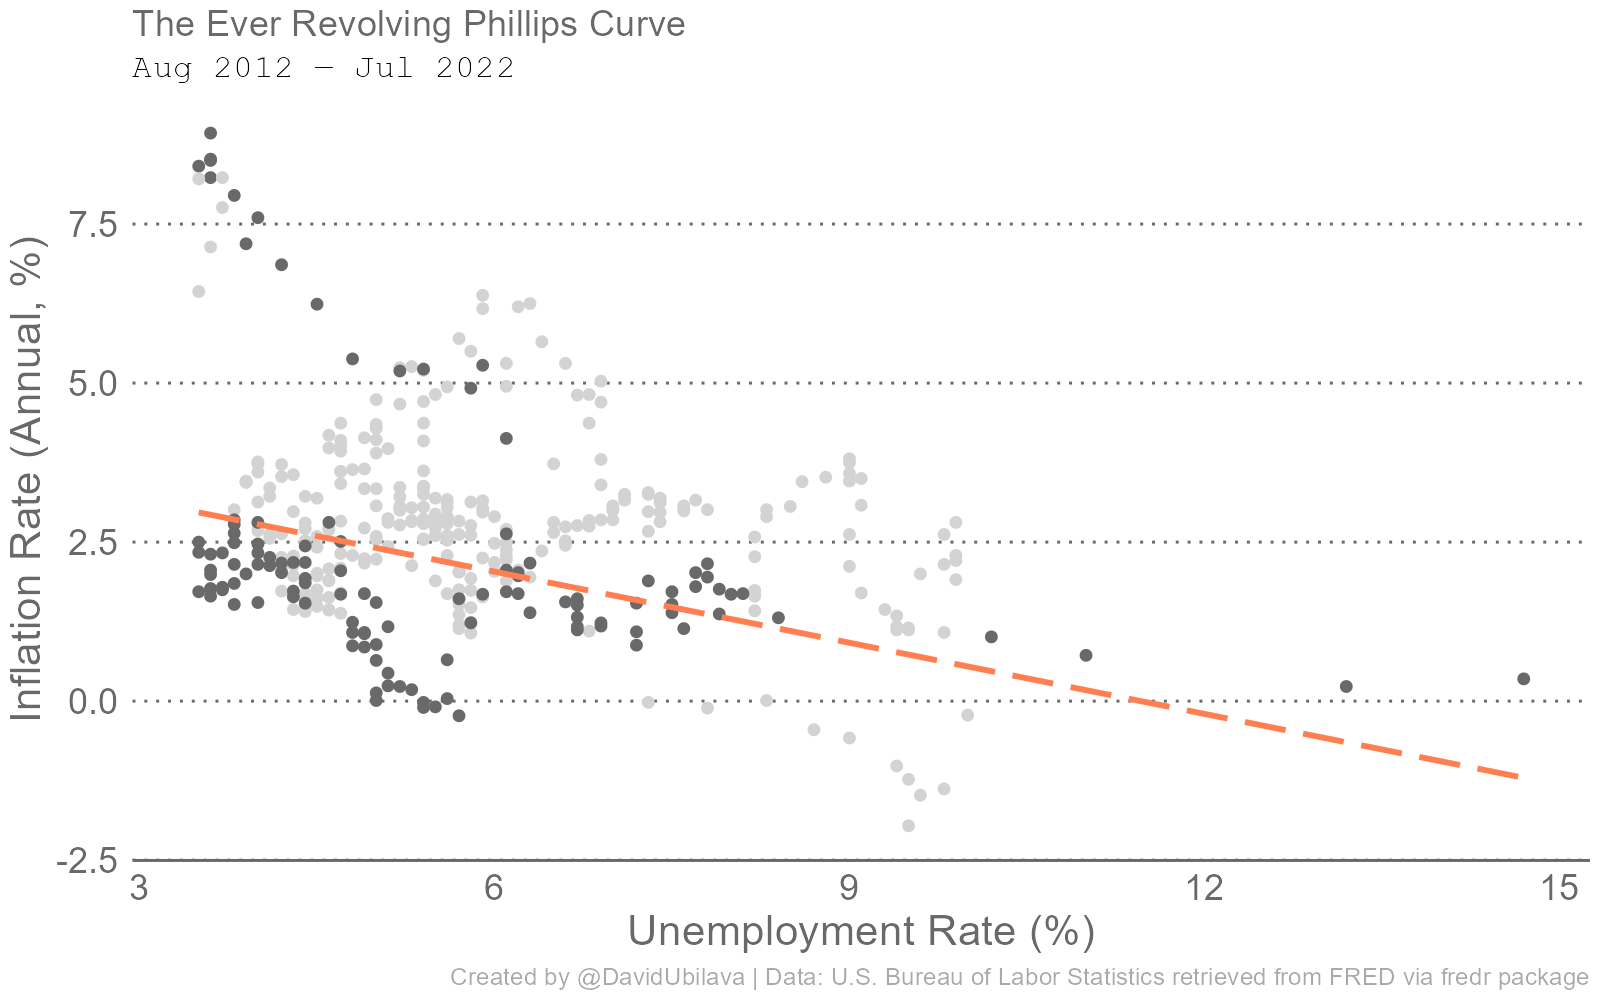 The Ever Revolving Phillips Curve
Aug 2012 — Jul 2022
Inflation Rate (Annual, %)
7.5
5.0
2.5
0.0
-2.5
3 6 9 12 15
Unemployment Rate (%)
Created by @DavidUbilava | Data: U.S. Bureau of Labor Statistics retrieved from FRED via fredr package